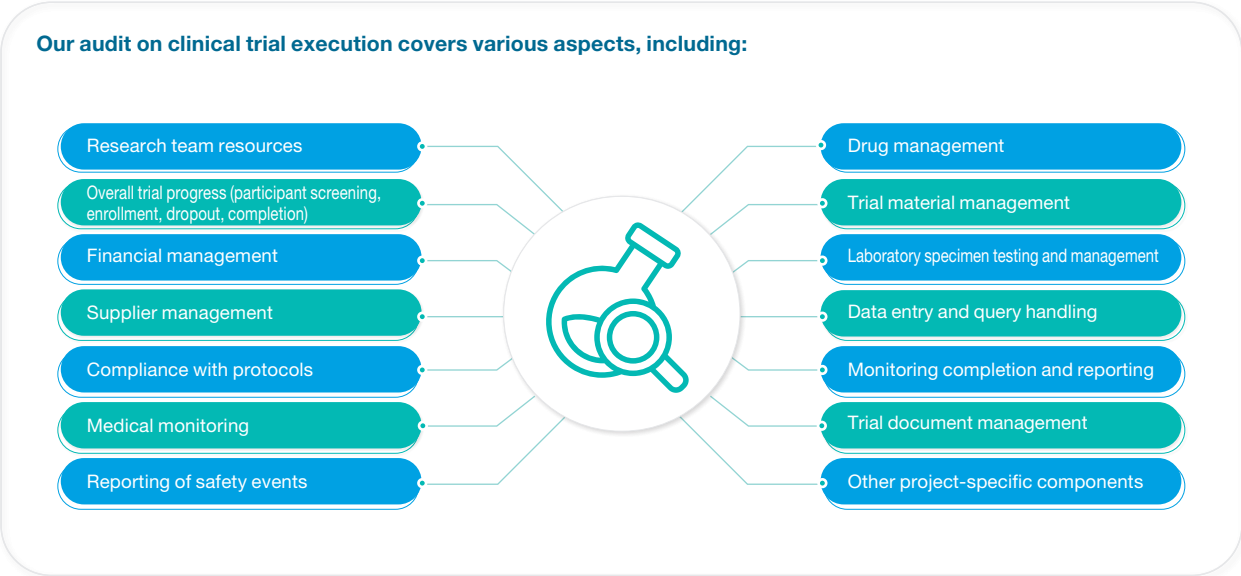 Our audit on clinical trial execution covers various aspects, including:
Research team resources
Overall trial progress (participant screening,
enrollment, dropout, completion)
Financial management
Supplier management
Compliance with protocols
Medical monitoring
Reporting of safety events
Drug management
Trial material management
Laboratory specimen testing and management
Data entry and query handling
Monitoring completion and reporting
Trial document management
Other project-specific components